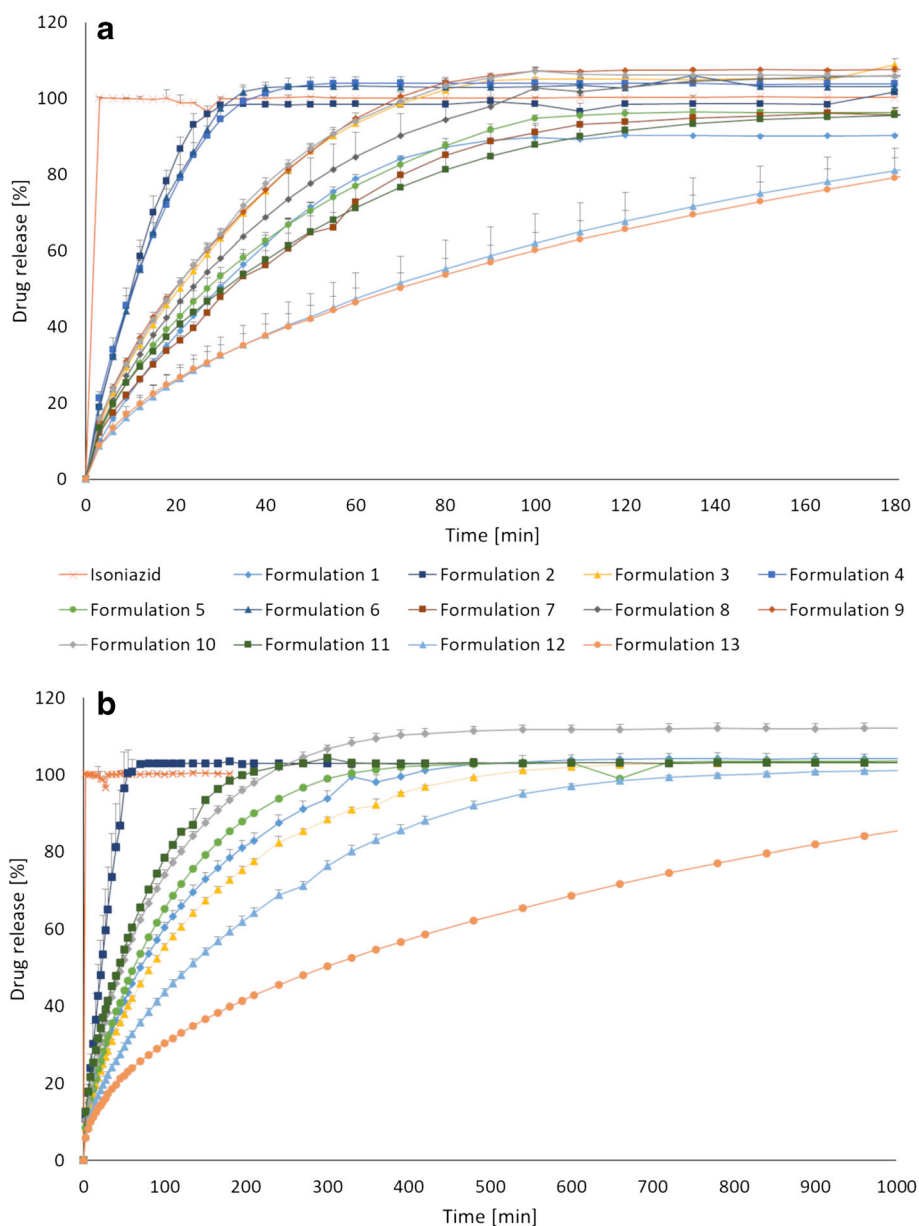 a
120
100
80
60
40
20
0
Drug release [%]
0 20 40 60 80 100 120 140 160 180
Time [min]
Isoniazid Formulation 1 Formulation 2 Formulation 3 Formulation 4
Formulation 5 Formulation 6 Formulation 7 Formulation 8 Formulation 9
Formulation 10 Formulation 11 Formulation 12 Formulation 13
b
120
100
80
60
40
20
0
Drug release [%]
0 100 200 300 400 500 600 700 800 900 1000
Time [min]